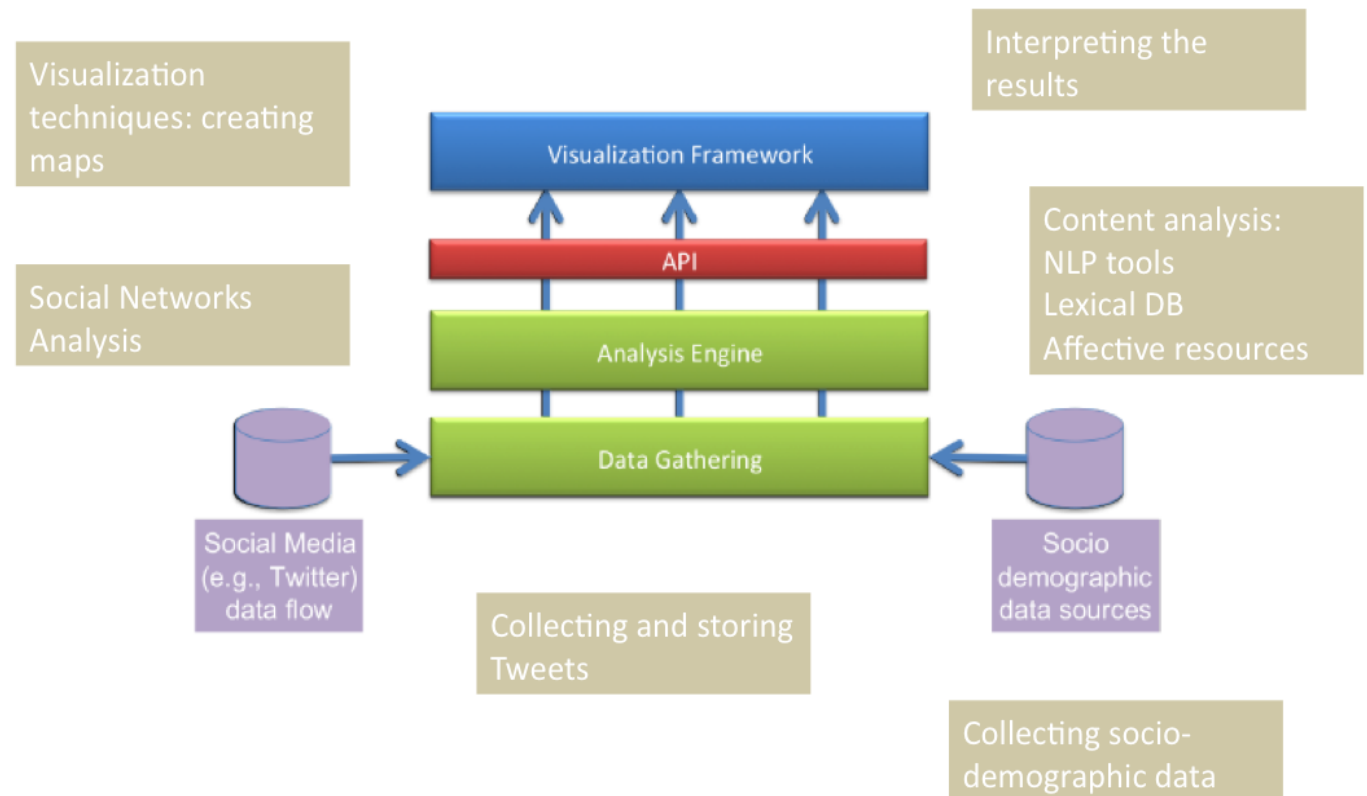 Visualization
techniques: creating
maps
Interpreting the
results
Visualization Framework
API
Social Networks
Analysis
Content analysis:
NLP tools
Lexical DB
Affective resources
Analysis Engine
Data Gathering
Social Media
(e.g., Twitter)
data flow
Socio
demographic
data sources
Collecting and storing
Tweets
Collecting socio-
demographic data